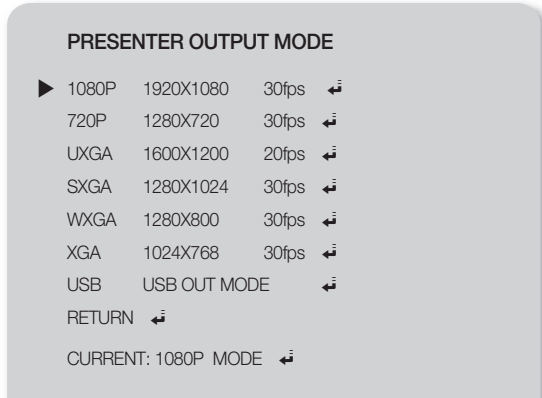 PRESENTER OUTPUT MODE
1080P 1920X1080 30fps
720P 1280X720 30fps
UXGA 1600X1200 20fps
SXGA 1280X1024 30fps
WXGA 1280X800 30fps
XGA 1024X768 30fps
USB USB OUT MODE
RETURN
CURRENT: 1080P MODE